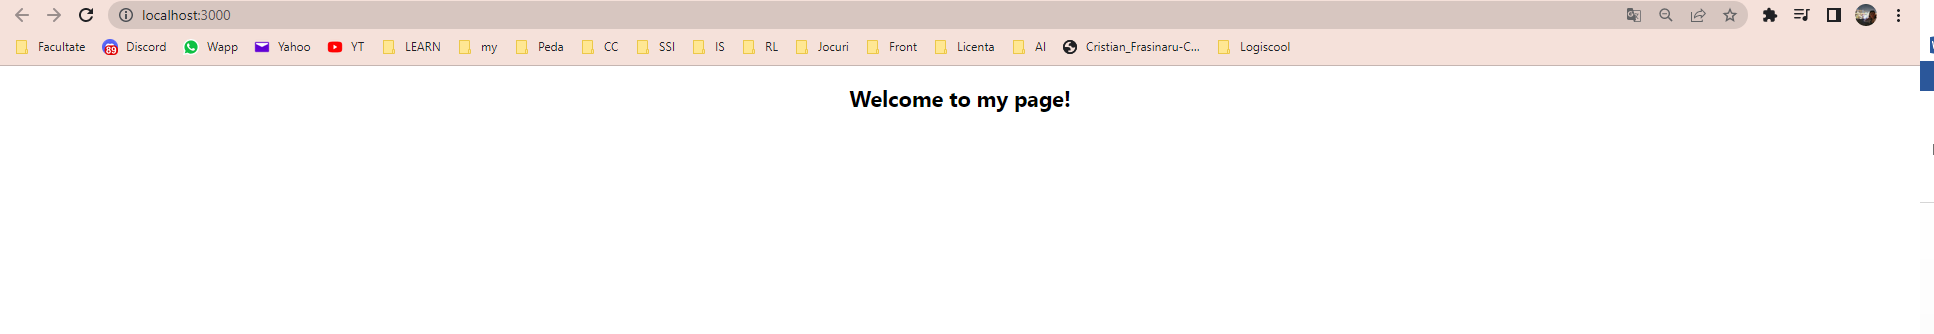 localhost:3000
Facultate 89 Discord Wapp Yahoo YT LEARN my Peda CC SSI IS RL Jocuri Front Licenta AI Cristian_Frasinaru-C... Logiscool
Welcome to my page!